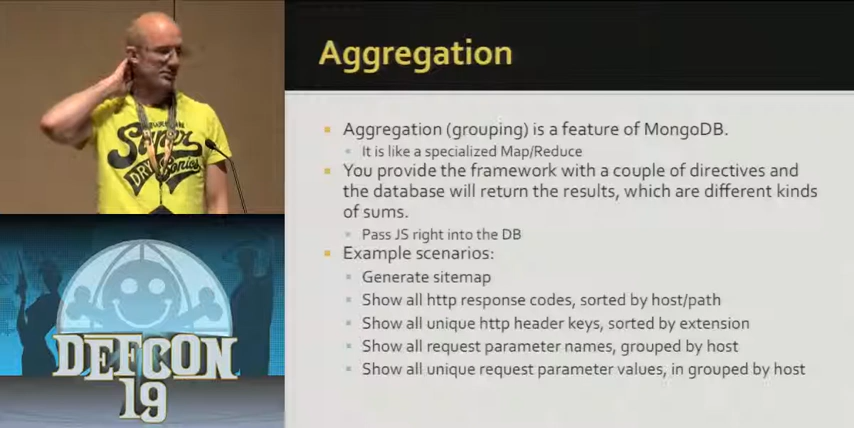 Aggregation
Aggregation (grouping) is a feature of MongoDB.
It is like a specialized Map/Reduce
You provide the framework with a couple of directives and
the database will return the results, which are different kinds
of sums.
Pass JS right into the DB
Example scenarios:
Generate sitemap
Show all http response codes, sorted by host/path
Show all unique http header keys, sorted by extension
Show all request parameter names, grouped by host
Show all unique request parameter values, in grouped by host
Super
DRY
Bonics
DEFCON
19